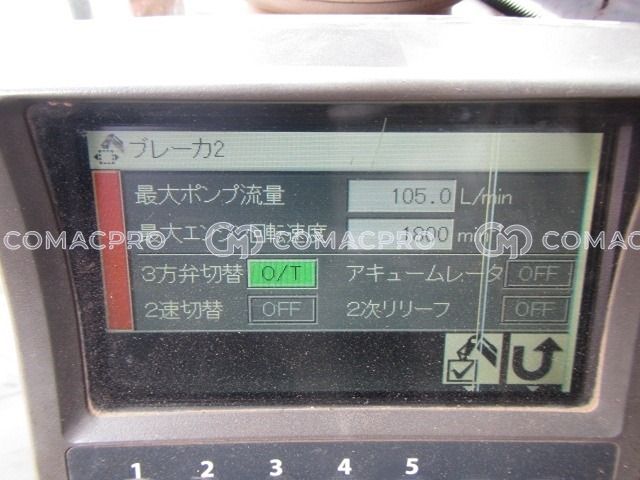 ブレーカ2
最大ポンプ流量 105.0 L/min
最大エンジン回転速度 1800
3方弁切替 O/T アキュームレータ OFF
2速切替 OFF 2次リリーフ OFF
COMACPRO COMACPRO COMACPRO
1 2 3 4 5